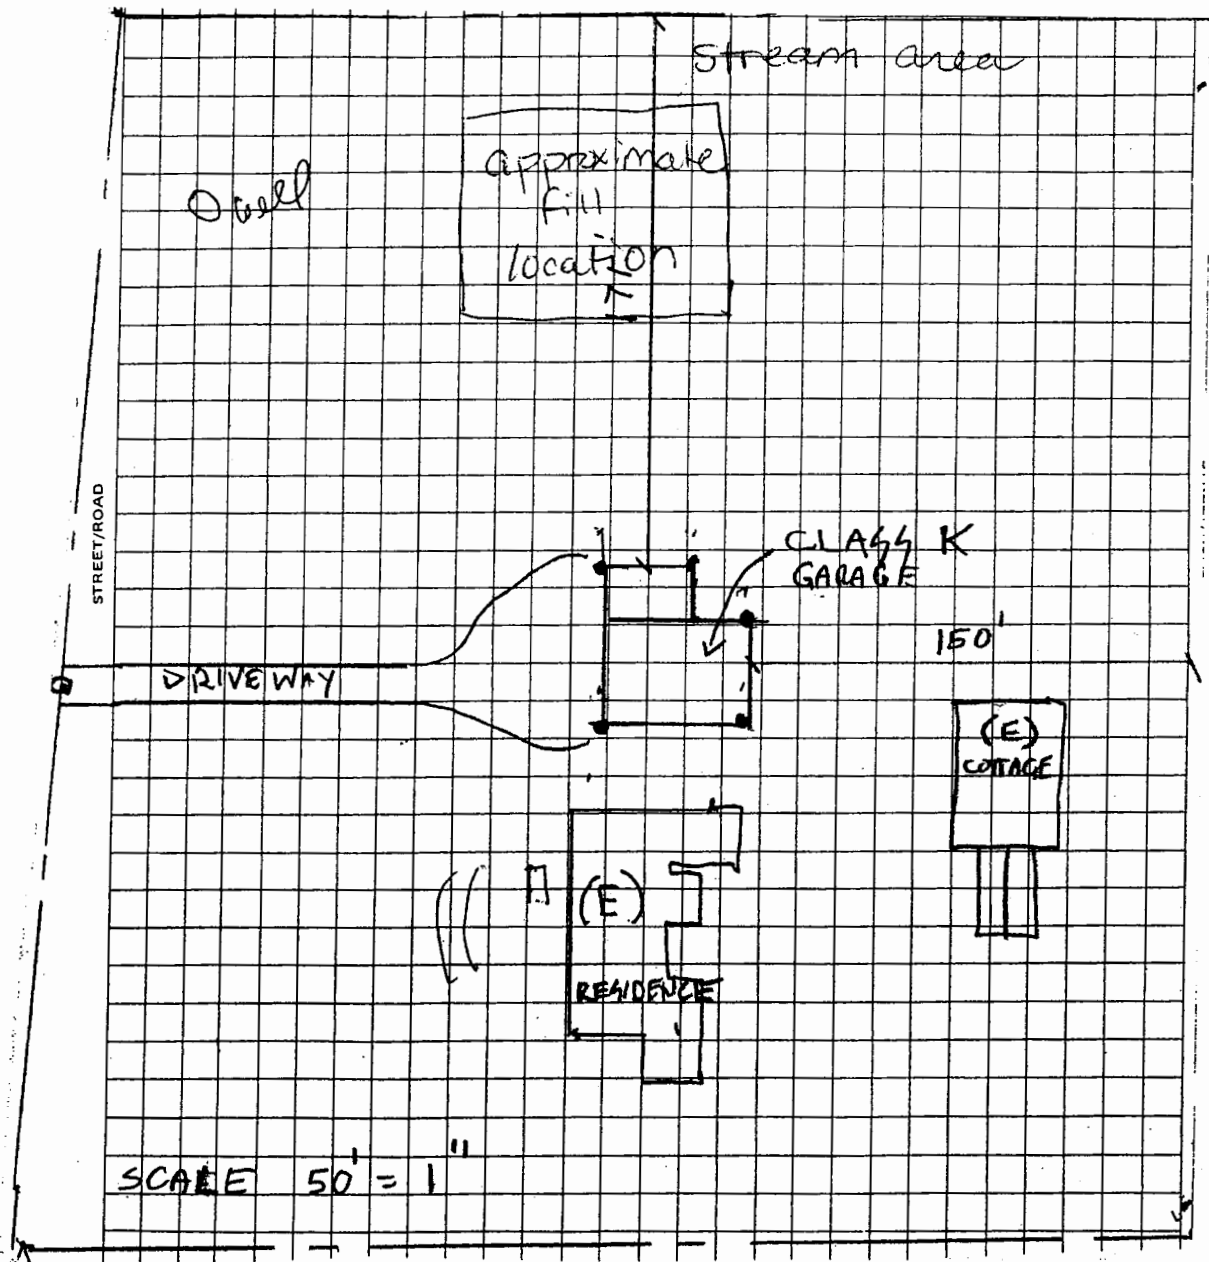 stream area
approximate
fill
location
O well
STREET/ROAD
CLASS K
GARAGE
150'
DRIVEWAY
(E)
COTTAGE
(E)
RESIDENCE
SCALE 50' = 1"